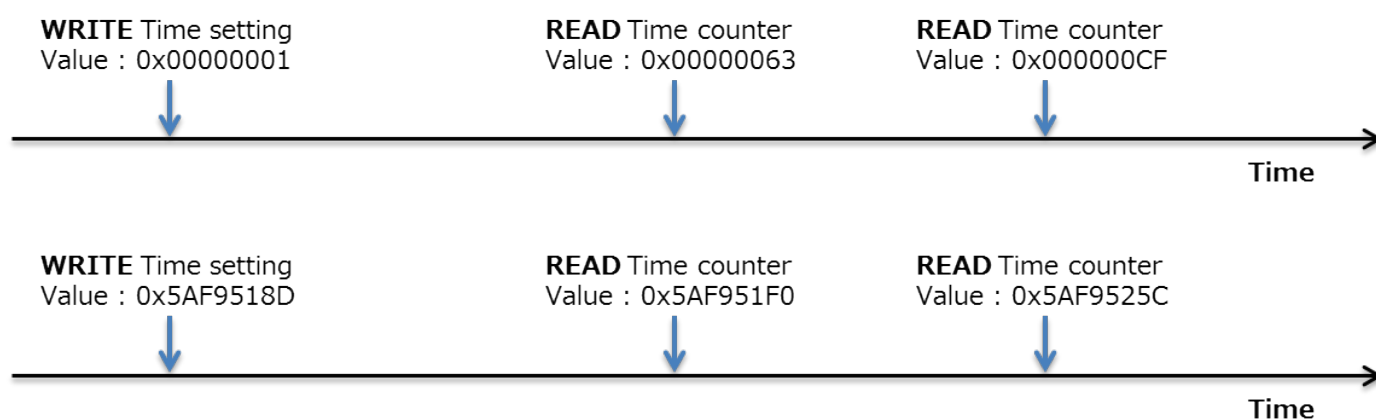 WRITE Time setting
Value : 0x00000001
READ Time counter
Value : 0x00000063
READ Time counter
Value : 0x000000CF
Time
WRITE Time setting
Value : 0x5AF9518D
READ Time counter
Value : 0x5AF951F0
READ Time counter
Value : 0x5AF9525C
Time